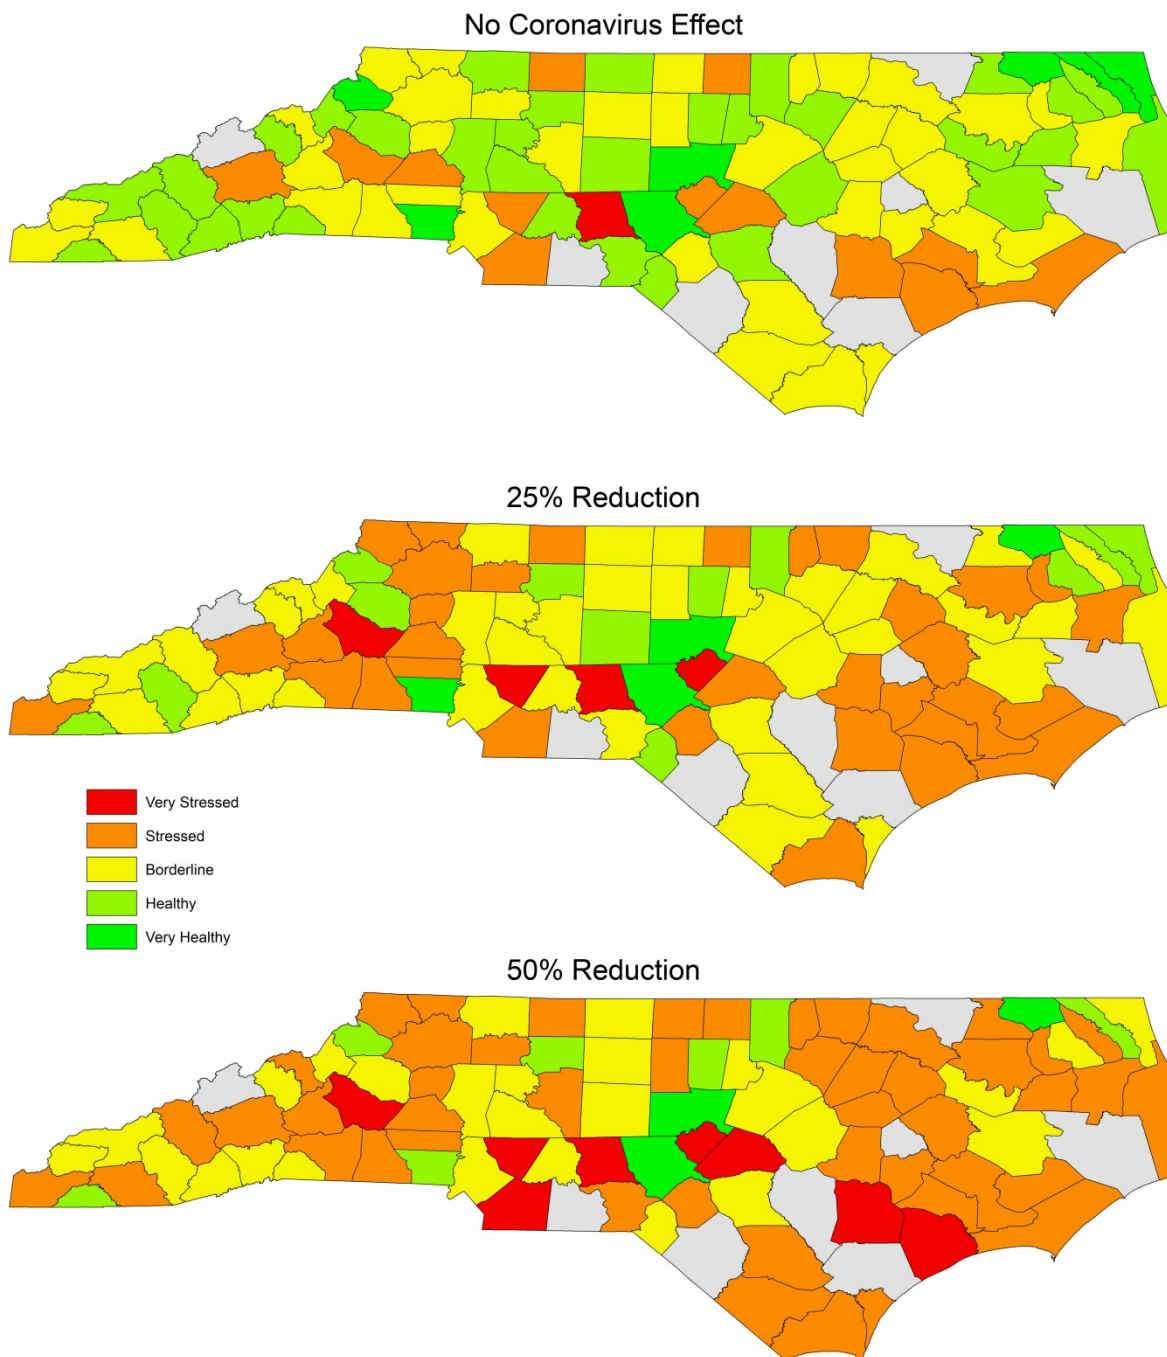 No Coronavirus Effect
25% Reduction
Very Stressed
Stressed
Borderline
Healthy
Very Healthy
50% Reduction